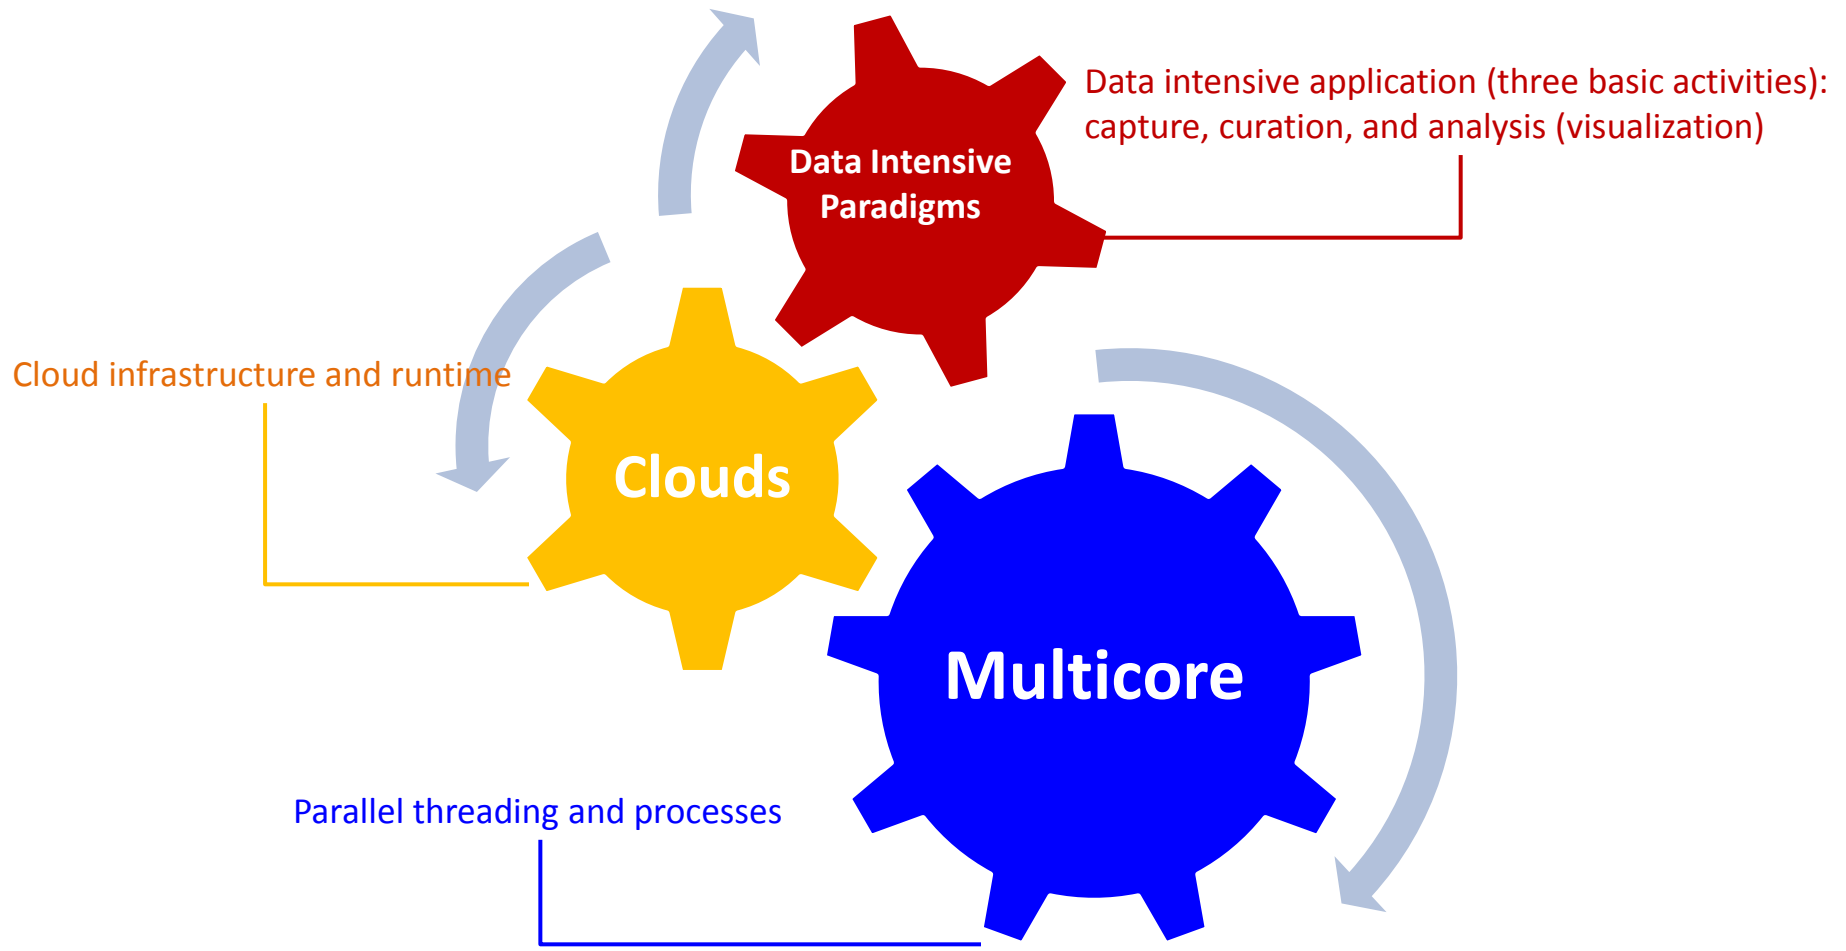 Data intensive application (three basic activities):
capture, curation, and analysis (visualization)
Data Intensive
Paradigms
Cloud infrastructure and runtime
Clouds
Multicore
Parallel threading and processes